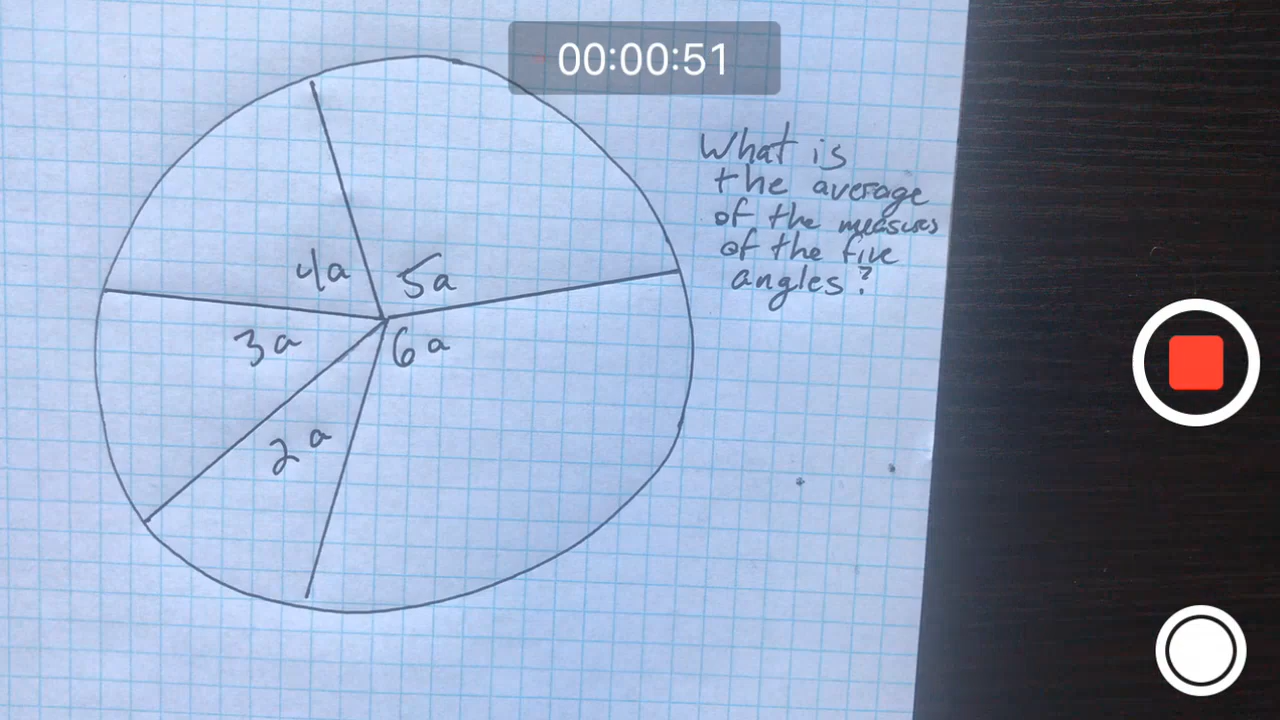 00:00:51
What is
the average
of the measures
of the five
angles?
4a
5a
3a
6a
2a